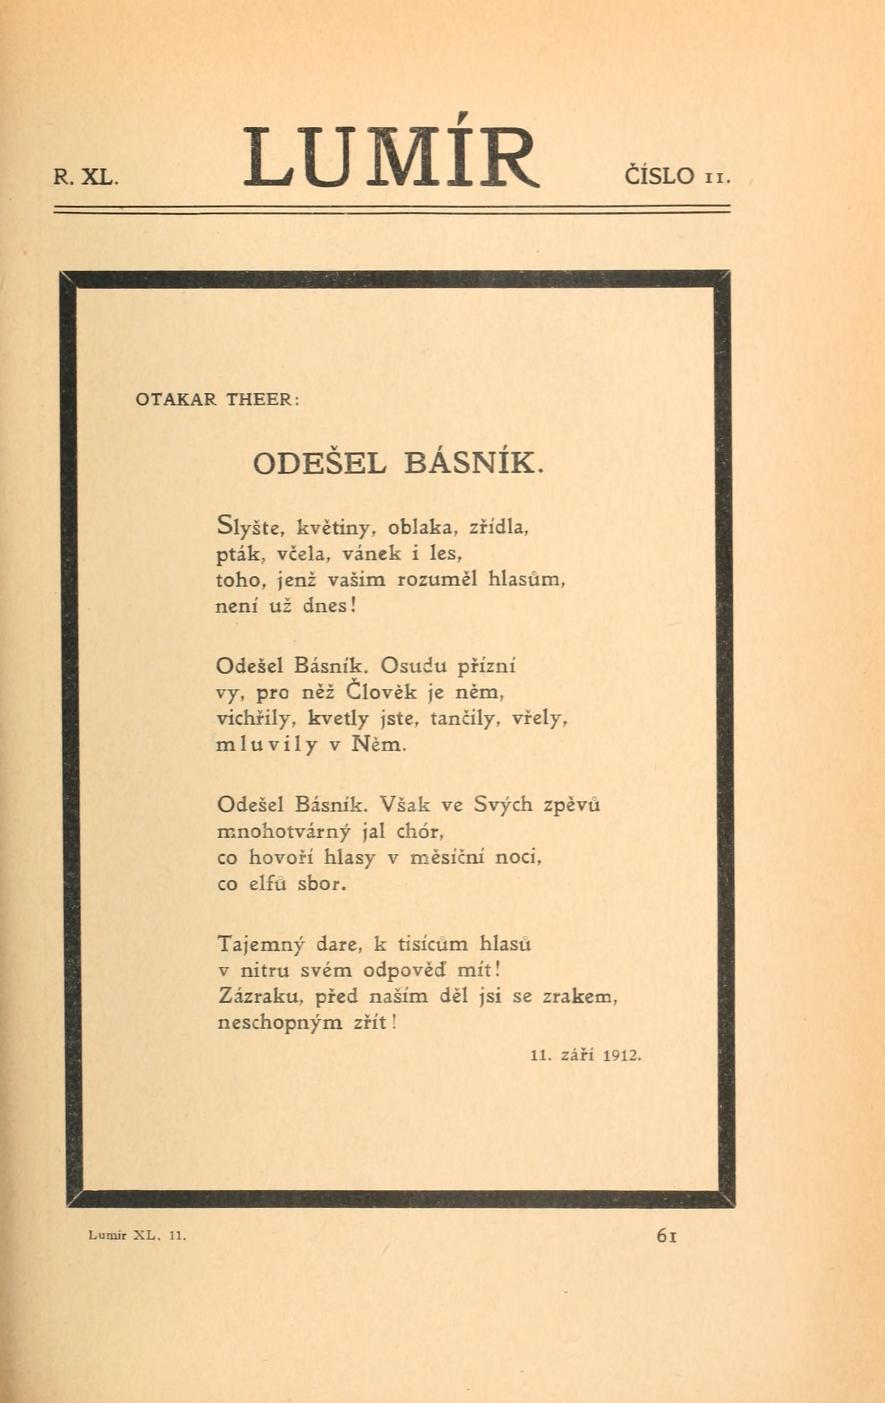 R. XL.
LUMÍR
ČÍSLO 11.
OTAKAR THEER:
ODEŠEL BÁSNÍK.
Slyšte, květiny, oblaka, zřídla,
pták, včela, vánek i les,
toho, jenž vašim rozuměl hlasům,
není už dnes!
Odešel Básník. Osudu přízní
vy, pro něž Člověk je něm,
vichřily, kvetly jste, tančily, vřely,
mluvily v Něm.
Odešel Básník. Však ve Svých zpěvů
mnohotvárný jal chór,
co hovoří hlasy v měsíční noci,
co elfů sbor.
Tajemný dare, k tisícům hlasů
v nitru svém odpověď mít!
Zázraku, před naším děl jsi se zrakem,
neschopným zřít!
11. září 1912.
Lumír XL. 11.
61